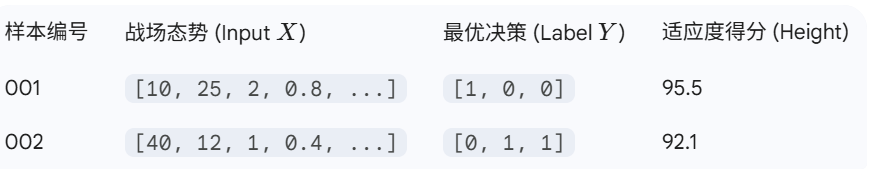 样本编号 战场态势 (Input X) 最优决策 (Label Y) 适应度得分 (Height)
001 [10, 25, 2, 0.8, ...] [1, 0, 0] 95.5
002 [40, 12, 1, 0.4, ...] [0, 1, 1] 92.1